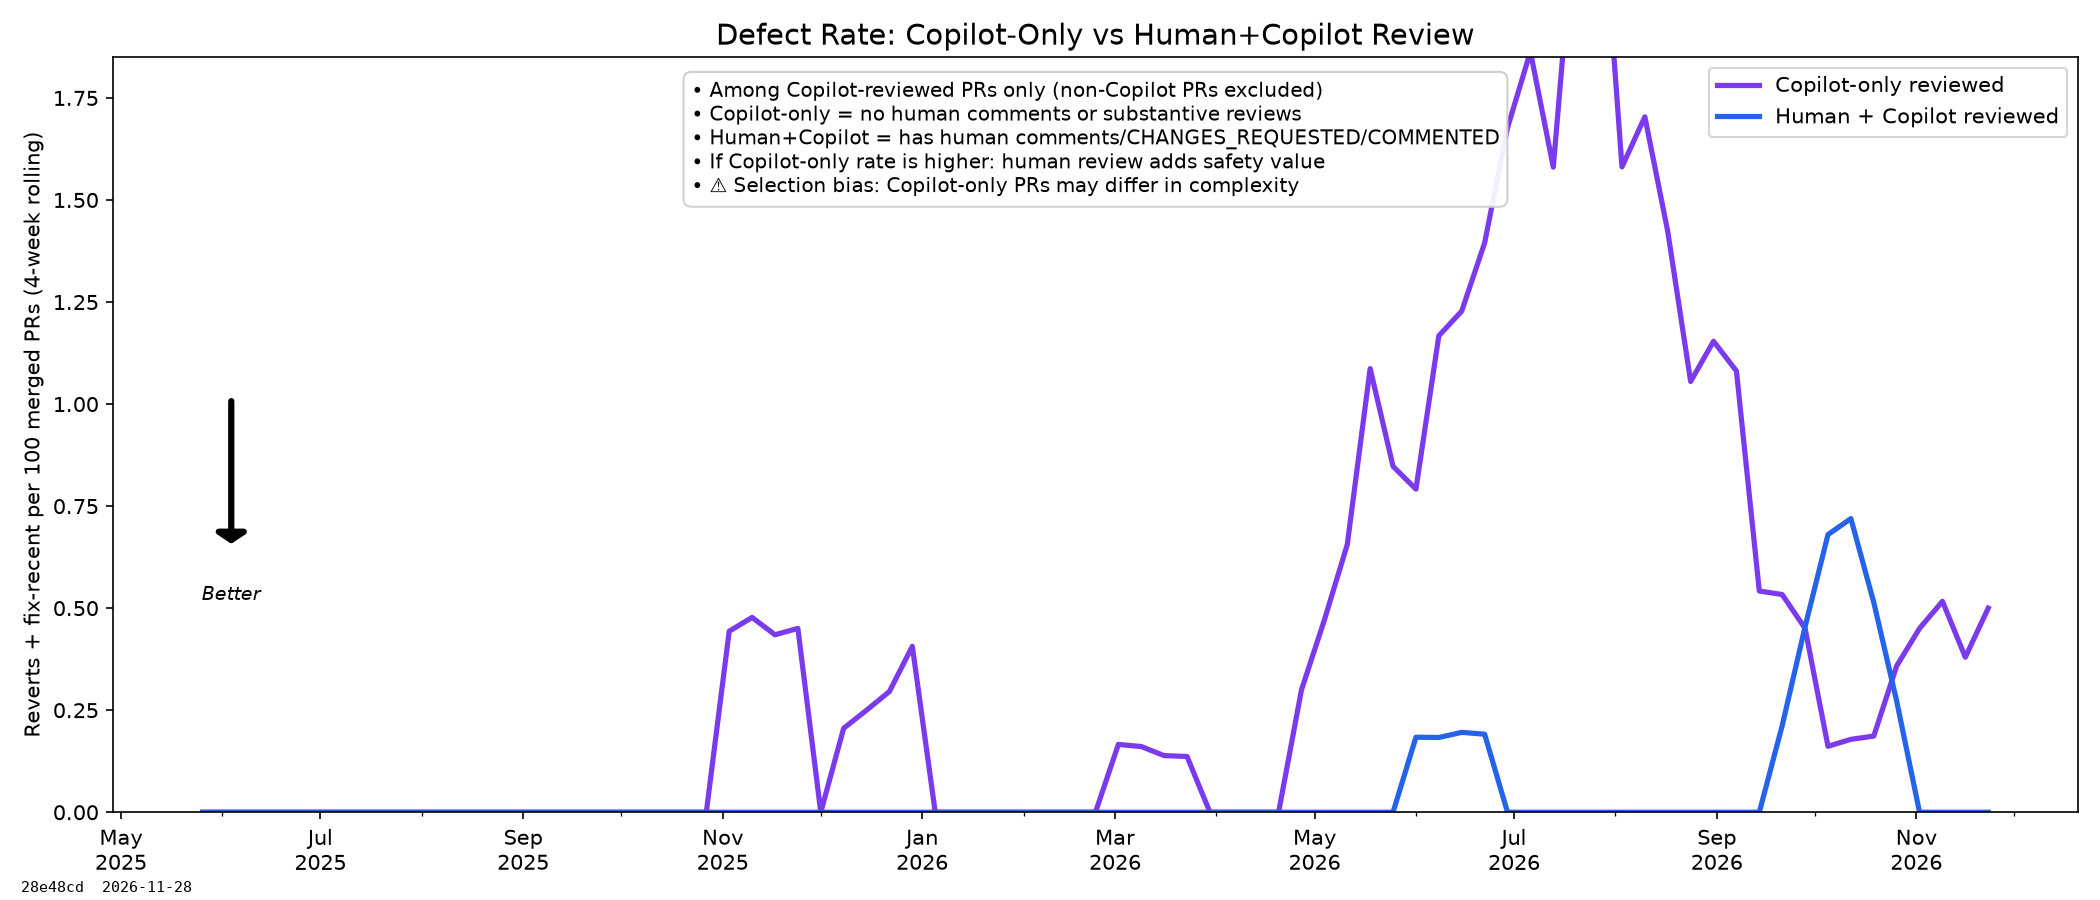 Defect Rate: Copilot-Only vs Human+Copilot Review
• Among Copilot-reviewed PRs only (non-Copilot PRs excluded)
• Copilot-only = no human comments or substantive reviews
• Human+Copilot = has human comments/CHANGES_REQUESTED/COMMENTED
• If Copilot-only rate is higher: human review adds safety value
• ⚠ Selection bias: Copilot-only PRs may differ in complexity
Copilot-only reviewed
Human + Copilot reviewed
Reverts + fix-recent per 100 merged PRs (4-week rolling)
1.75
1.50
1.25
1.00
0.75
0.50
0.25
0.00
Better
May
2025
Jul
2025
Sep
2025
Nov
2025
Jan
2026
Mar
2026
May
2026
Jul
2026
Sep
2026
Nov
2026
28e48cd 2026-11-28